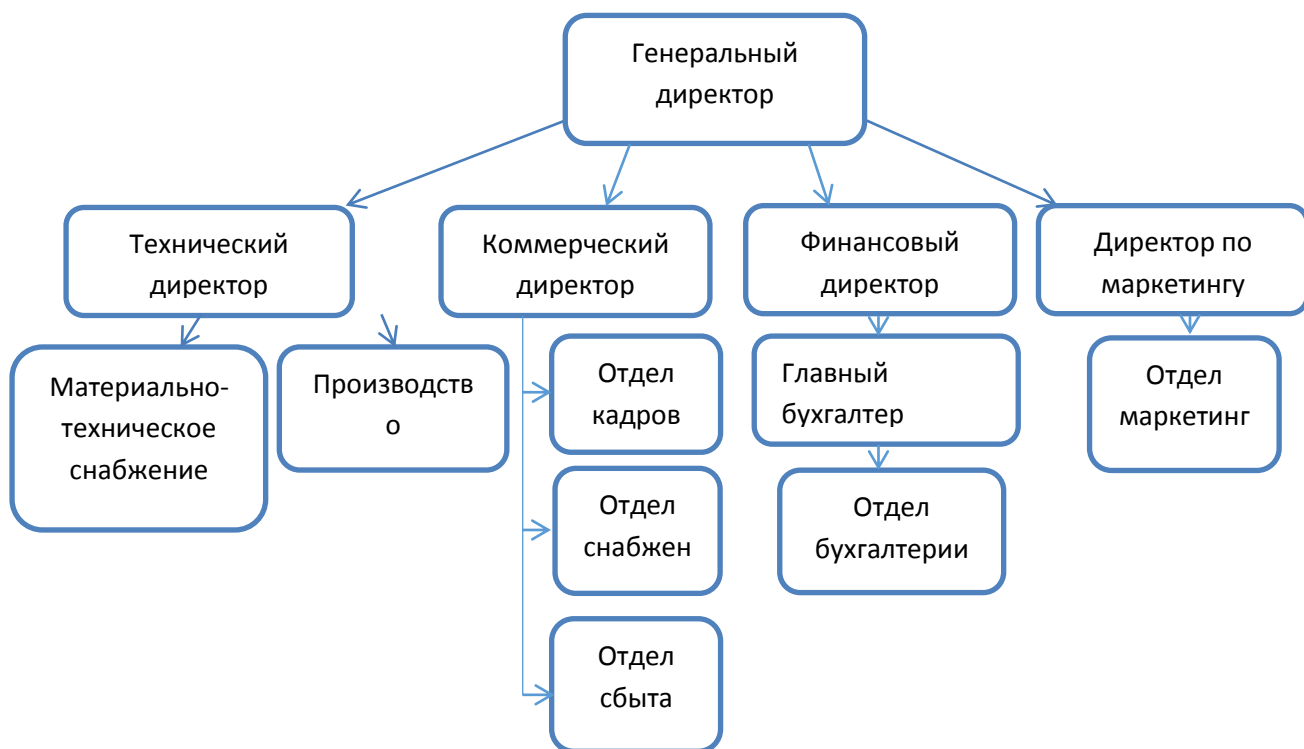 Генеральный
директор
Технический
директор
Коммерческий
директор
Финансовый
директор
Директор по
маркетингу
Материально-
техническое
снабжение
Производств
о
Отдел
кадров
Отдел
снабжен
Отдел
сбыта
Главный
бухгалтер
Отдел
бухгалтерии
Отдел
маркетинг